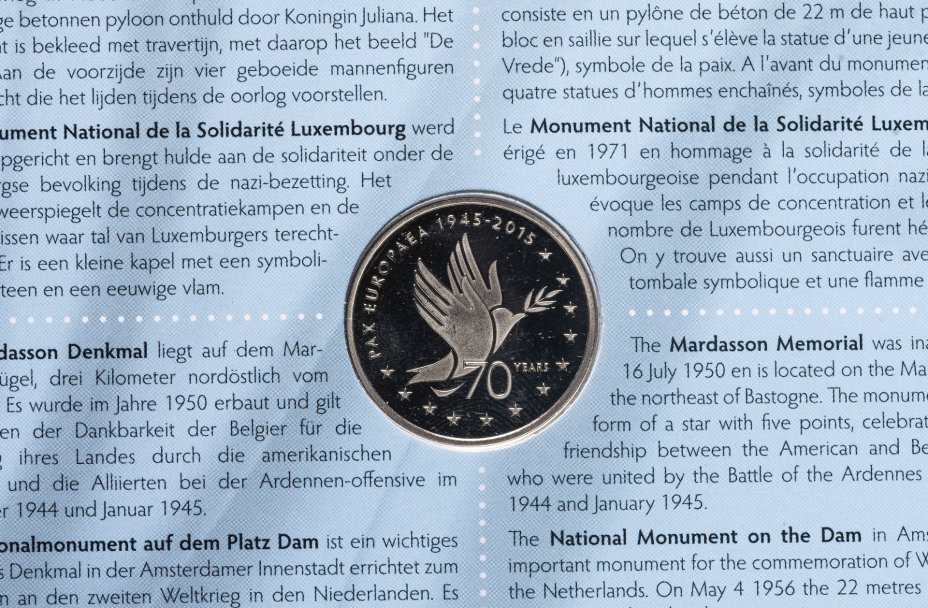 ge betonnen pyloon onthuld door Koningin Juliana. Het
t is bekleed met travertijn, met daarop het beeld "De
an de voorzijde zijn vier geboeide mannenfiguren
cht die het lijden tijdens de oorlog voorstellen.
ument National de la Solidarité Luxembourg werd
pgericht en brengt hulde aan de solidariteit onder de
rgse bevolking tijdens de nazi-bezetting. Het
weerspiegelt de concentratiekampen en de
issen waar tal van Luxemburgers terecht-
Er is een kleine kapel met een symboli-
teen en een eeuwige vlam.
dasson Denkmal liegt auf dem Mar-
ügel, drei Kilometer nordöstlich vom
Es wurde im Jahre 1950 erbaut und gilt
en der Dankbarkeit der Belgier für die
g ihres Landes durch die amerikanischen
und die Alliierten bei der Ardennen-offensive im
er 1944 und Januar 1945.
onalmonument auf dem Platz Dam ist ein wichtiges
s Denkmal in der Amsterdamer Innenstadt errichtet zum
n an den zweiten Weltkrieg in den Niederlanden. Es
PAX EUROPAEA 1945-2015
70 YEARS
consiste en un pylône de béton de 22 m de haut p
bloc en saillie sur lequel s'élève la statue d'une jeune
Vrede"), symbole de la paix. A l'avant du monumen
quatre statues d'hommes enchaînés, symboles de la
Le Monument National de la Solidarité Luxem
érigé en 1971 en hommage à la solidarité de l
luxembourgeoise pendant l'occupation nazi
évoque les camps de concentration et le
nombre de Luxembourgeois furent hé
On y trouve aussi un sanctuaire ave
tombale symbolique et une flamme
The Mardasson Memorial was ina
16 July 1950 en is located on the Ma
the northeast of Bastogne. The monume
form of a star with five points, celebrat
friendship between the American and Be
who were united by the Battle of the Ardennes
1944 and January 1945.
The National Monument on the Dam in Ams
important monument for the commemoration of W
the Netherlands. On May 4 1956 the 22 metres